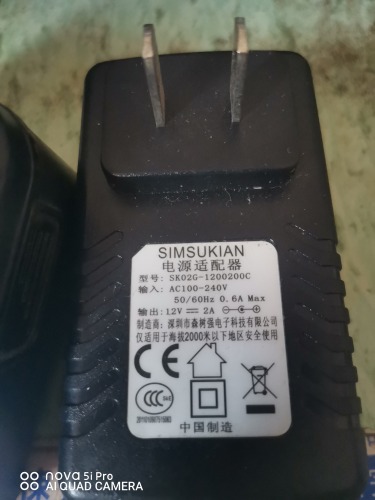 SIMSUKIAN
电源适配器
型号: SK02G-1200200C
输入: AC100-240V
50/60Hz 0.6A Max
输出: 12V ⎓ 2A
制造商: 深圳市森树强电子科技有限公司
仅适用于海拔2000米以下地区安全使用
CE
CCC
中国制造
nova 5i Pro
AI QUAD CAMERA